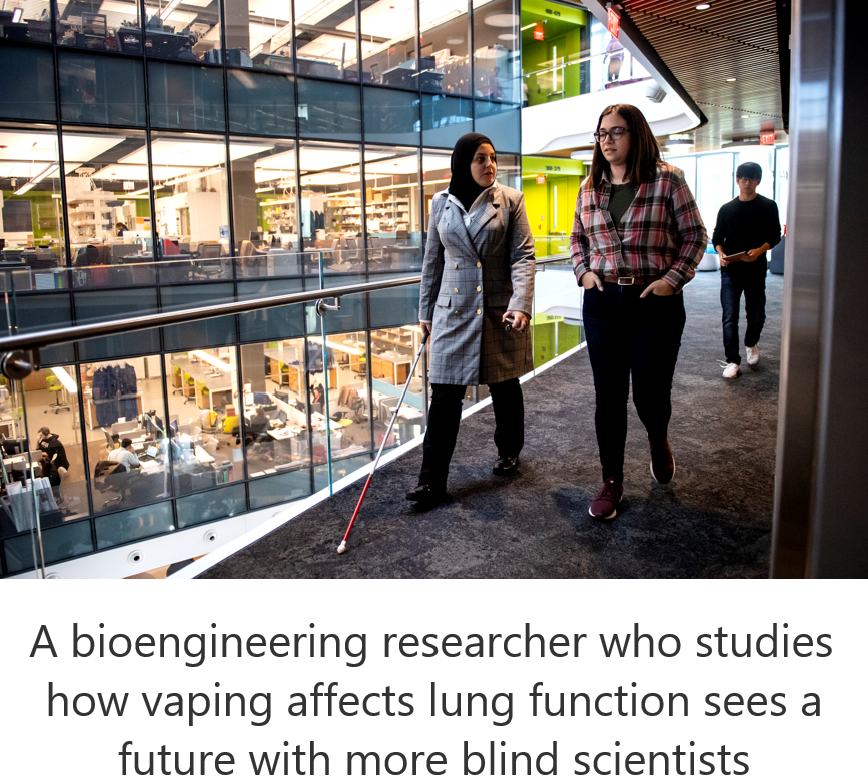 A bioengineering researcher who studies
how vaping affects lung function sees a
future with more blind scientists